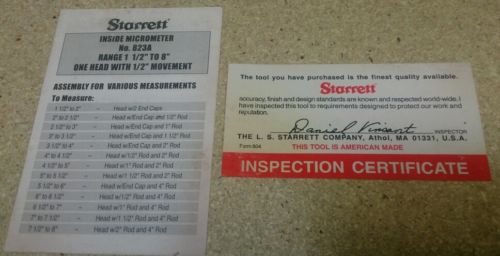 Starrett
INSIDE MICROMETER
No. 823A
RANGE 1 1/2" TO 8"
ONE HEAD WITH 1/2" MOVEMENT
ASSEMBLY FOR VARIOUS MEASUREMENTS
To Measure:
1 1/2 to 2" – Head w/2 End Caps
2" to 2 1/2" – Head w/End Cap and 1/2" Rod
2 1/2 to 3" – Head w/End Cap and 1" Rod
3" to 3 1/2" – Head w/End Cap and 2" Rod
3 1/2 to 4" – Head w/End Cap and 2" Rod
4" to 4 1/2" – Head w/1/2" Rod and 2" Rod
4 1/2" to 5" – Head w/1" Rod and 2" Rod
5" to 5 1/2" – Head w/1 1/2" Rod and 2" Rod
5 1/2" to 6" – Head w/End Cap and 4" Rod
6" to 6 1/2" – Head w/1/2" Rod and 4" Rod
6 1/2" to 7" – Head w/1" Rod and 4" Rod
7" to 7 1/2" – Head w/1 1/2" Rod and 4" Rod
7 1/2 to 8" – Head w/2" Rod and 4" Rod
The tool you have purchased is the finest quality available.
Starrett
accuracy, finish and design standards are known and respected world-wide. I
have inspected this tool to requirements designed to protect our work and
reputation.
Daniel Vincent INSPECTOR
THE L. S. STARRETT COMPANY, Athol, MA 01331, U.S.A.
Form 804 THIS TOOL IS AMERICAN MADE
INSPECTION CERTIFICATE